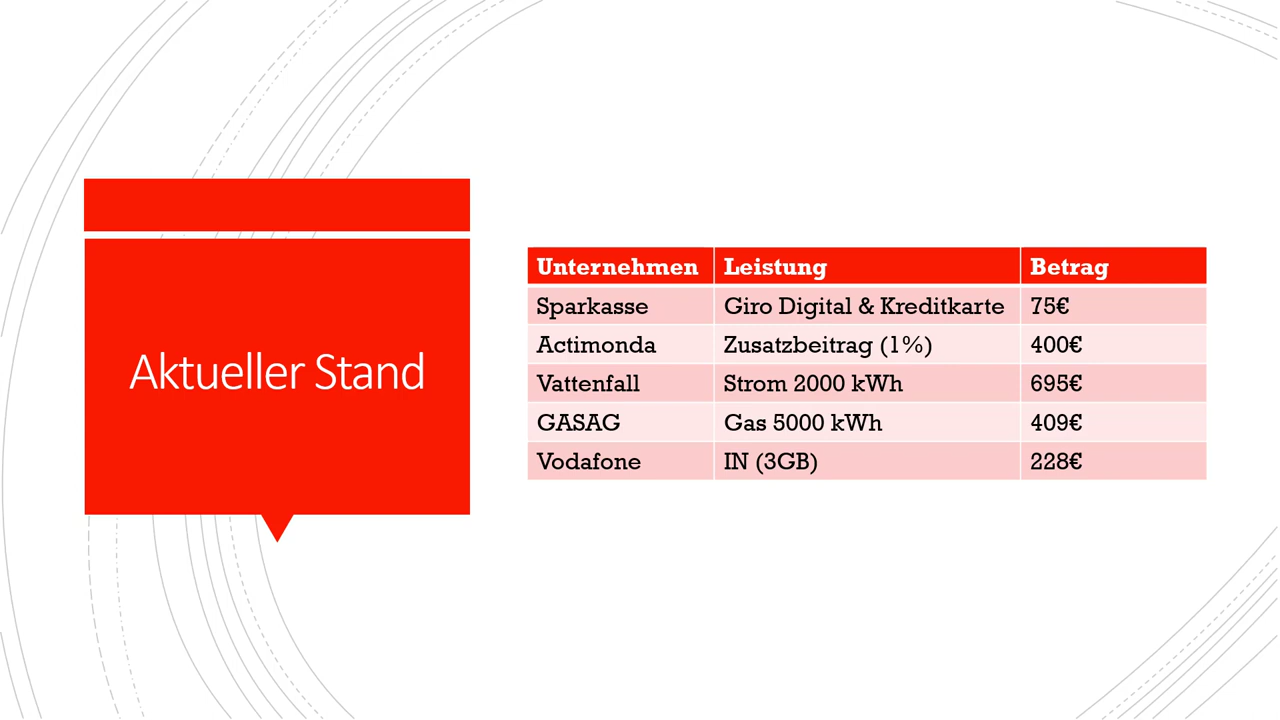 Aktueller Stand
Unternehmen Leistung Betrag
Sparkasse Giro Digital & Kreditkarte 75€
Actimonda Zusatzbeitrag (1%) 400€
Vattenfall Strom 2000 kWh 695€
GASAG Gas 5000 kWh 409€
Vodafone IN (3GB) 228€